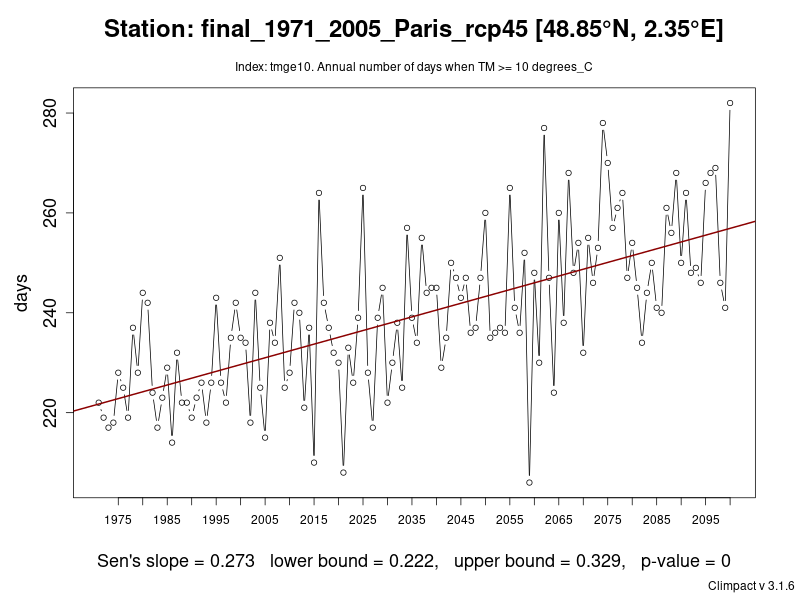 Station: final_1971_2005_Paris_rcp45 [48.85°N, 2.35°E]
Index: tmge10. Annual number of days when TM >= 10 degrees_C
280
260
240
220
days
1975 1985 1995 2005 2015 2025 2035 2045 2055 2065 2075 2085 2095
Sen's slope = 0.273 lower bound = 0.222, upper bound = 0.329, p-value = 0
Climpact v 3.1.6